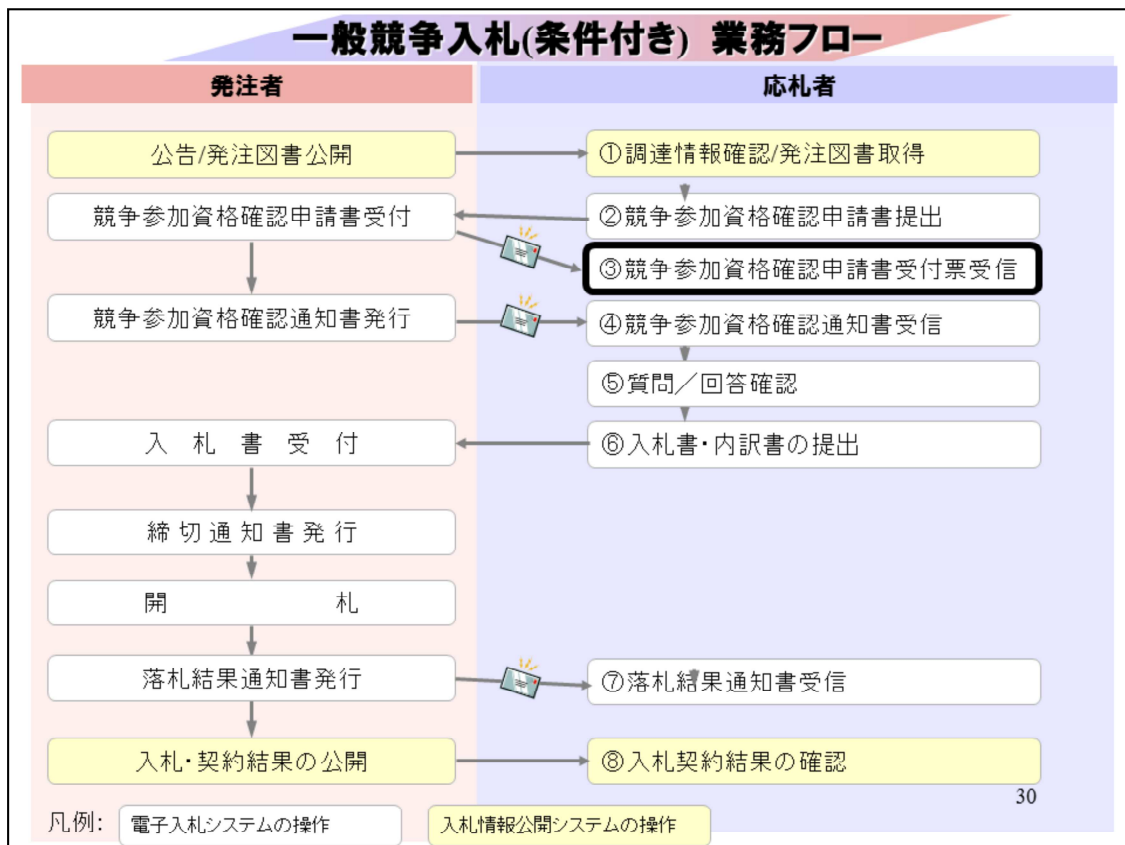 一般競争入札(条件付き) 業務フロー
発注者
応札者
公告/発注図書公開
①調達情報確認/発注図書取得
競争参加資格確認申請書受付
②競争参加資格確認申請書提出
③競争参加資格確認申請書受付票受信
競争参加資格確認通知書発行
④競争参加資格確認通知書受信
⑤質問／回答確認
入 札 書 受 付
⑥入札書・内訳書の提出
締切通知書発行
開 札
落札結果通知書発行
⑦落札結果通知書受信
入札・契約結果の公開
⑧入札契約結果の確認
30
凡例:
電子入札システムの操作
入札情報公開システムの操作